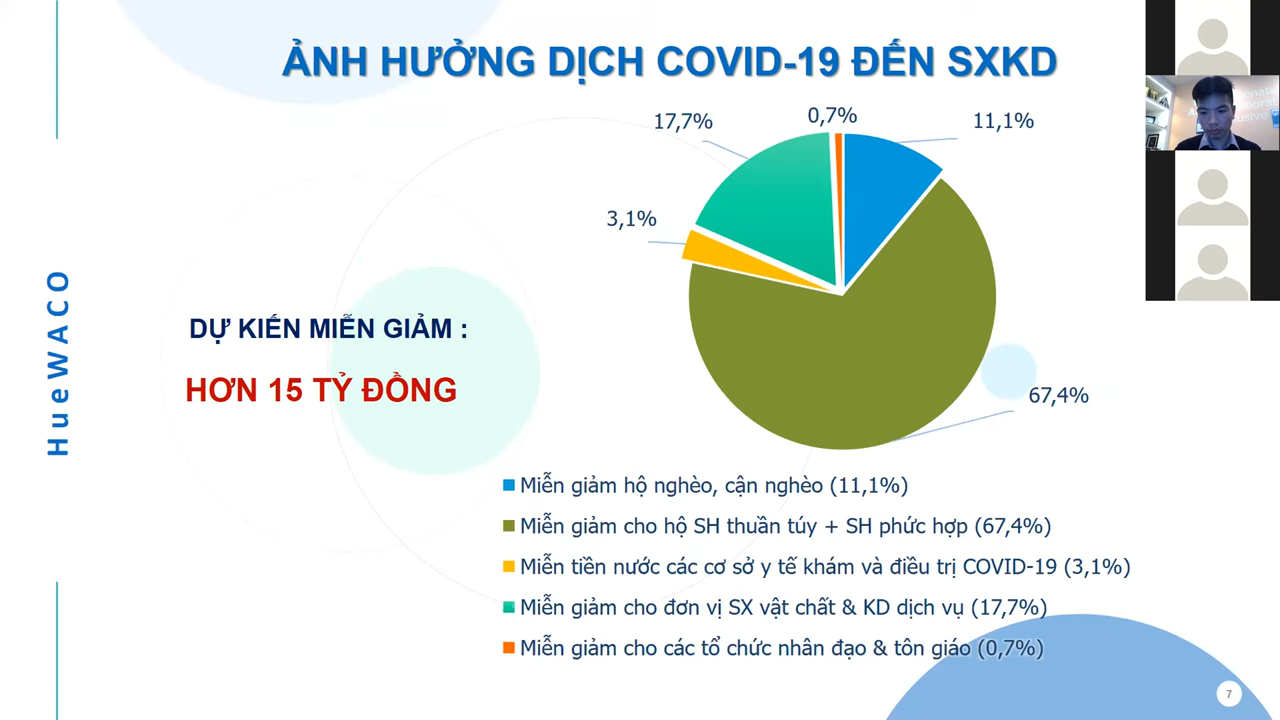 ẢNH HƯỞNG DỊCH COVID-19 ĐẾN SXKD
HueWACO
DỰ KIẾN MIỄN GIẢM :
HƠN 15 TỶ ĐỒNG
17,7%
0,7%
11,1%
3,1%
67,4%
Miễn giảm hộ nghèo, cận nghèo (11,1%)
Miễn giảm cho hộ SH thuần túy + SH phức hợp (67,4%)
Miễn tiền nước các cơ sở y tế khám và điều trị COVID-19 (3,1%)
Miễn giảm cho đơn vị SX vật chất & KD dịch vụ (17,7%)
Miễn giảm cho các tổ chức nhân đạo & tôn giáo (0,7%)
7